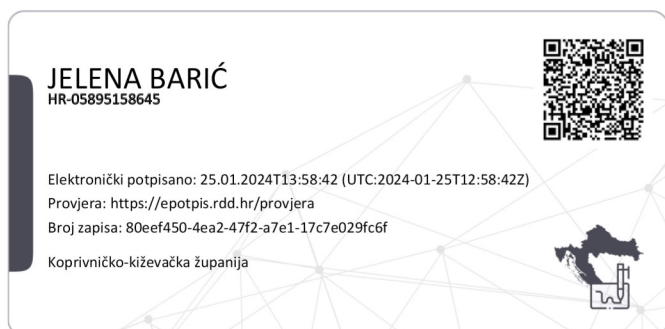 JELENA BARIĆ
HR-05895158645
Elektronički potpisano: 25.01.2024T13:58:42 (UTC:2024-01-25T12:58:42Z)
Provjera: https://epotpis.rdd.hr/provjera
Broj zapisa: 80eef450-4ea2-47f2-a7e1-17c7e029fc6f
Koprivničko-kiževačka županija